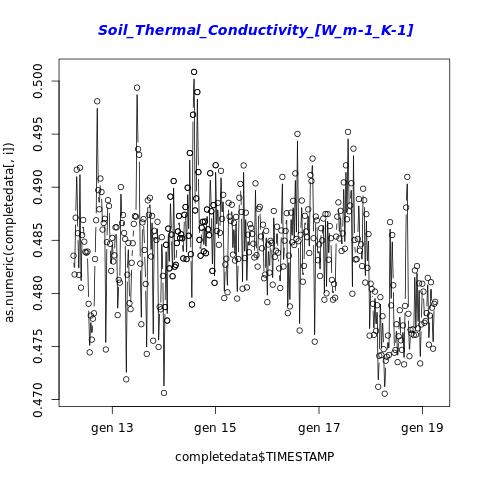 Soil_Thermal_Conductivity_[W_m-1_K-1]
as.numeric(completedata[, i])
0.500
0.495
0.490
0.485
0.480
0.475
0.470
gen 13 gen 15 gen 17 gen 19
completedata$TIMESTAMP